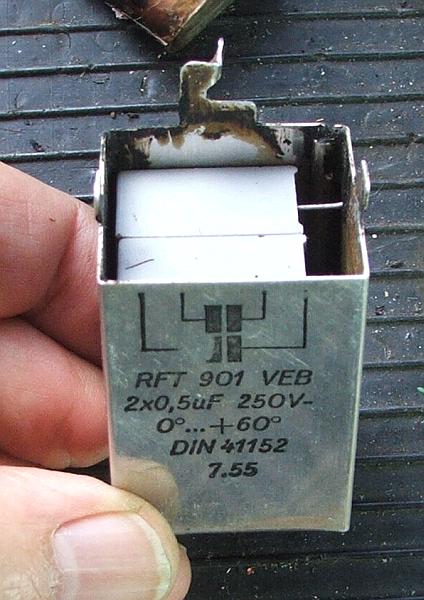 RFT 901 VEB
2x0,5uF 250V-
0°...+60°
DIN 41152
7.55